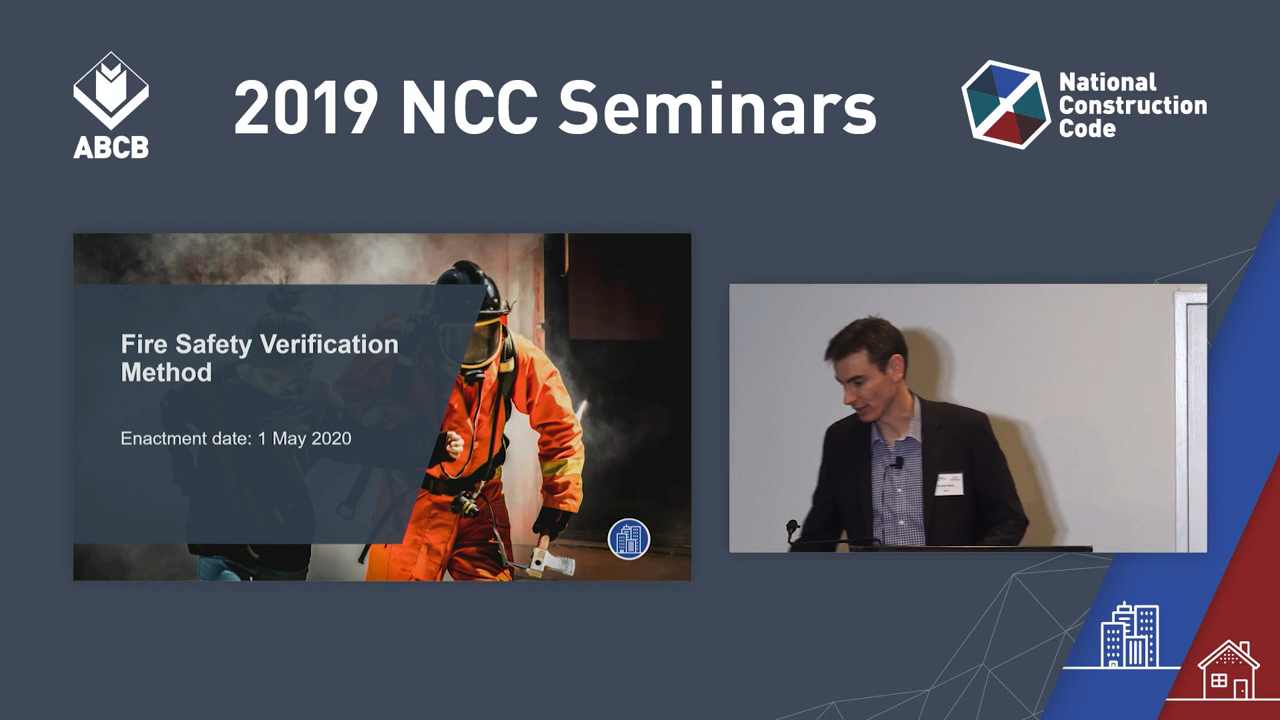 ABCB
2019 NCC Seminars
National
Construction
Code
Fire Safety Verification
Method
Enactment date: 1 May 2020